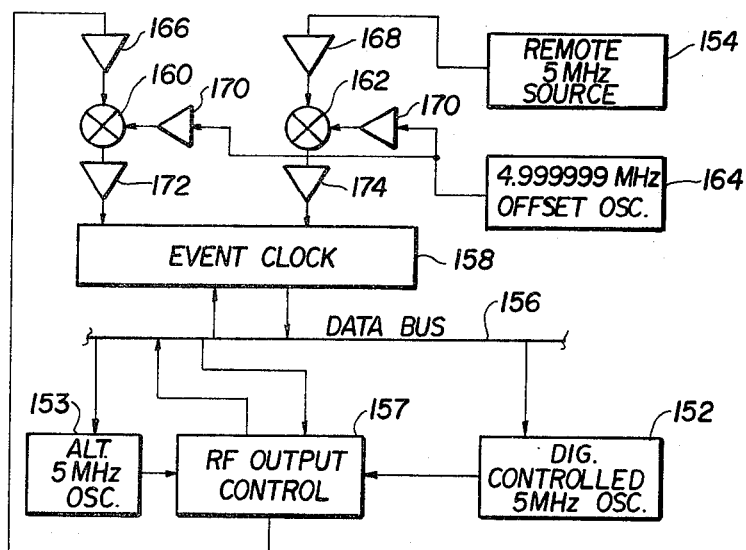 166
168
REMOTE
5 MHz
SOURCE
154
160
170
162
170
172
174
4.999999 MHz
OFFSET OSC.
164
EVENT CLOCK
158
DATA BUS
156
153
ALT.
5 MHz
OSC.
157
RF OUTPUT
CONTROL
152
DIG.
CONTROLLED
5MHz OSC.